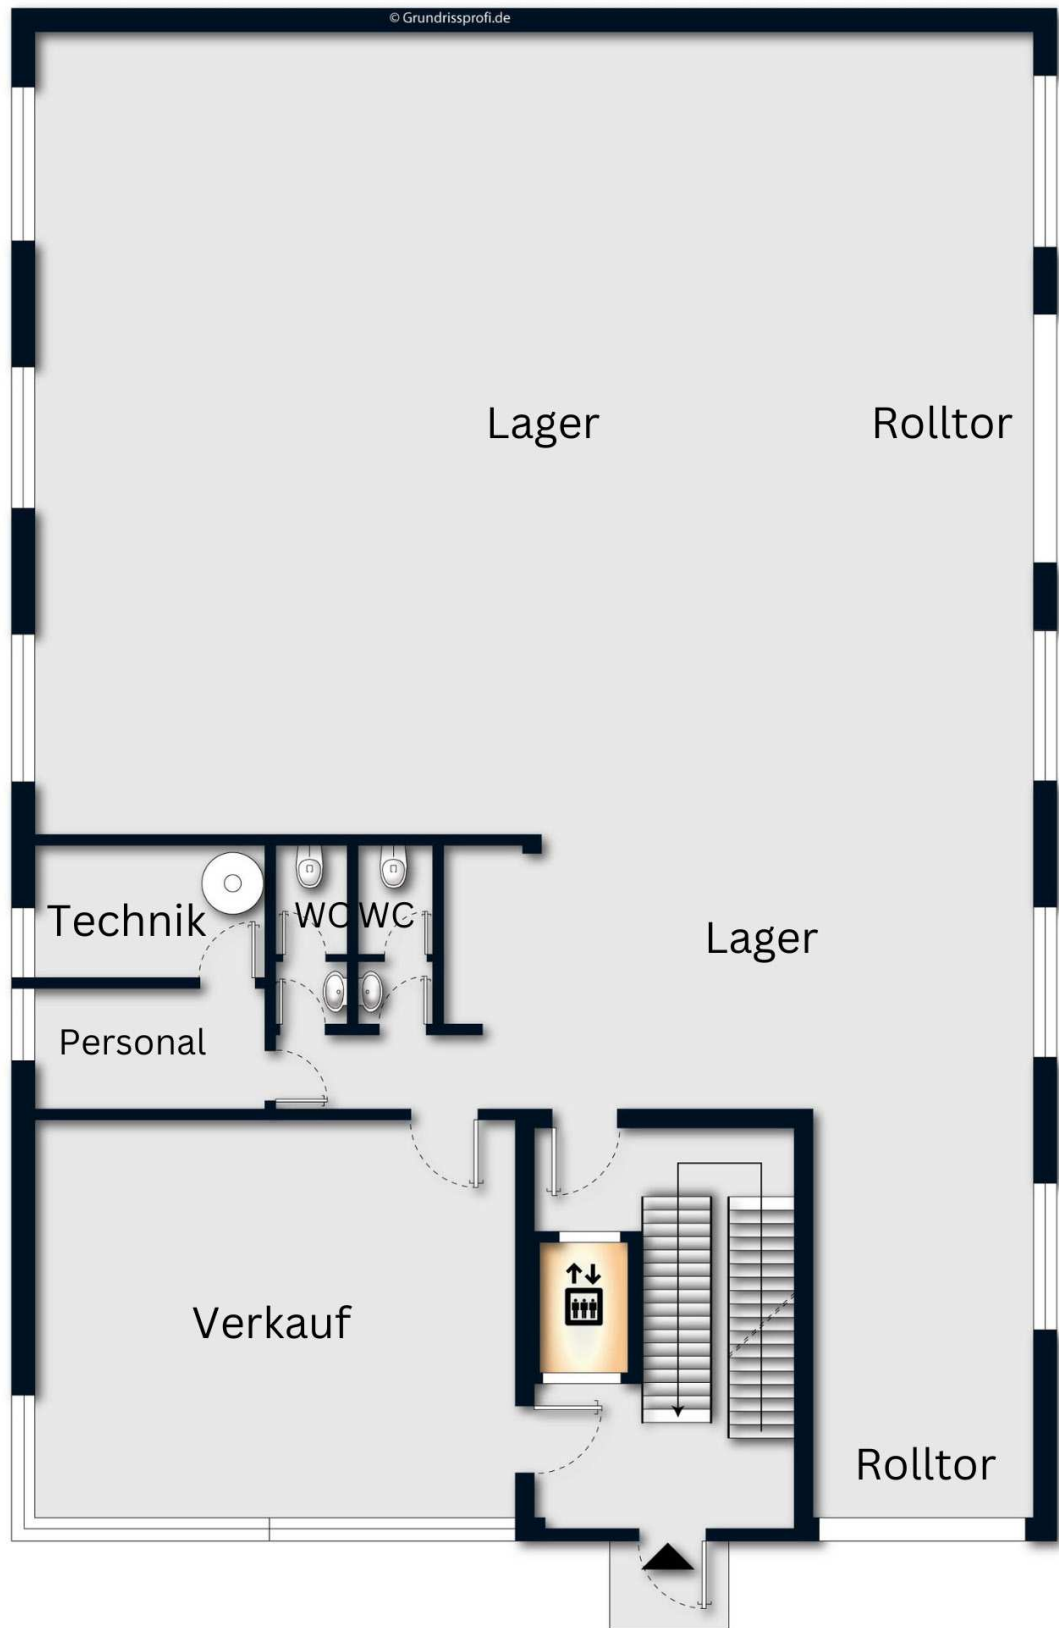 © Grundrissprofi.de
Lager
Rolltor
WC
WC
Technik
Lager
Personal
Verkauf
Rolltor